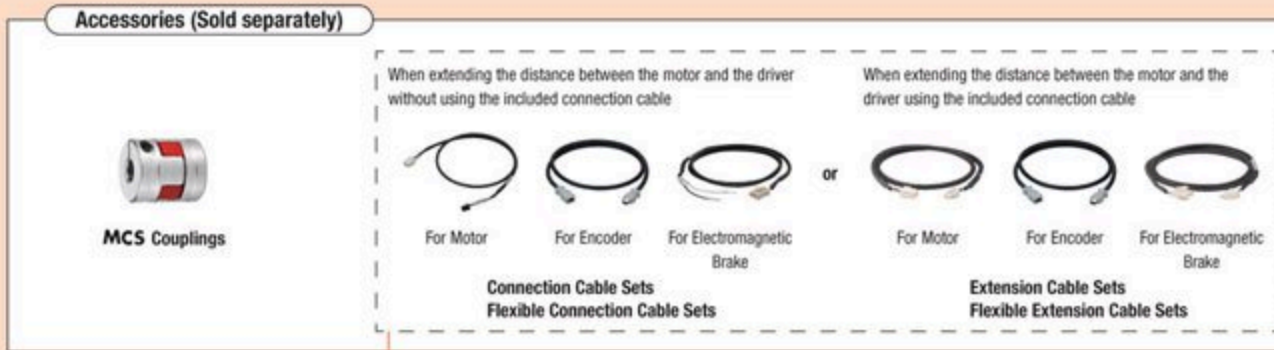 Accessories (Sold separately)
When extending the distance between the motor and the driver
without using the included connection cable
When extending the distance between the motor and the
driver using the included connection cable
or
MCS Couplings
For Motor
For Encoder
For Electromagnetic
Brake
For Motor
For Encoder
For Electromagnetic
Brake
Connection Cable Sets
Flexible Connection Cable Sets
Extension Cable Sets
Flexible Extension Cable Sets